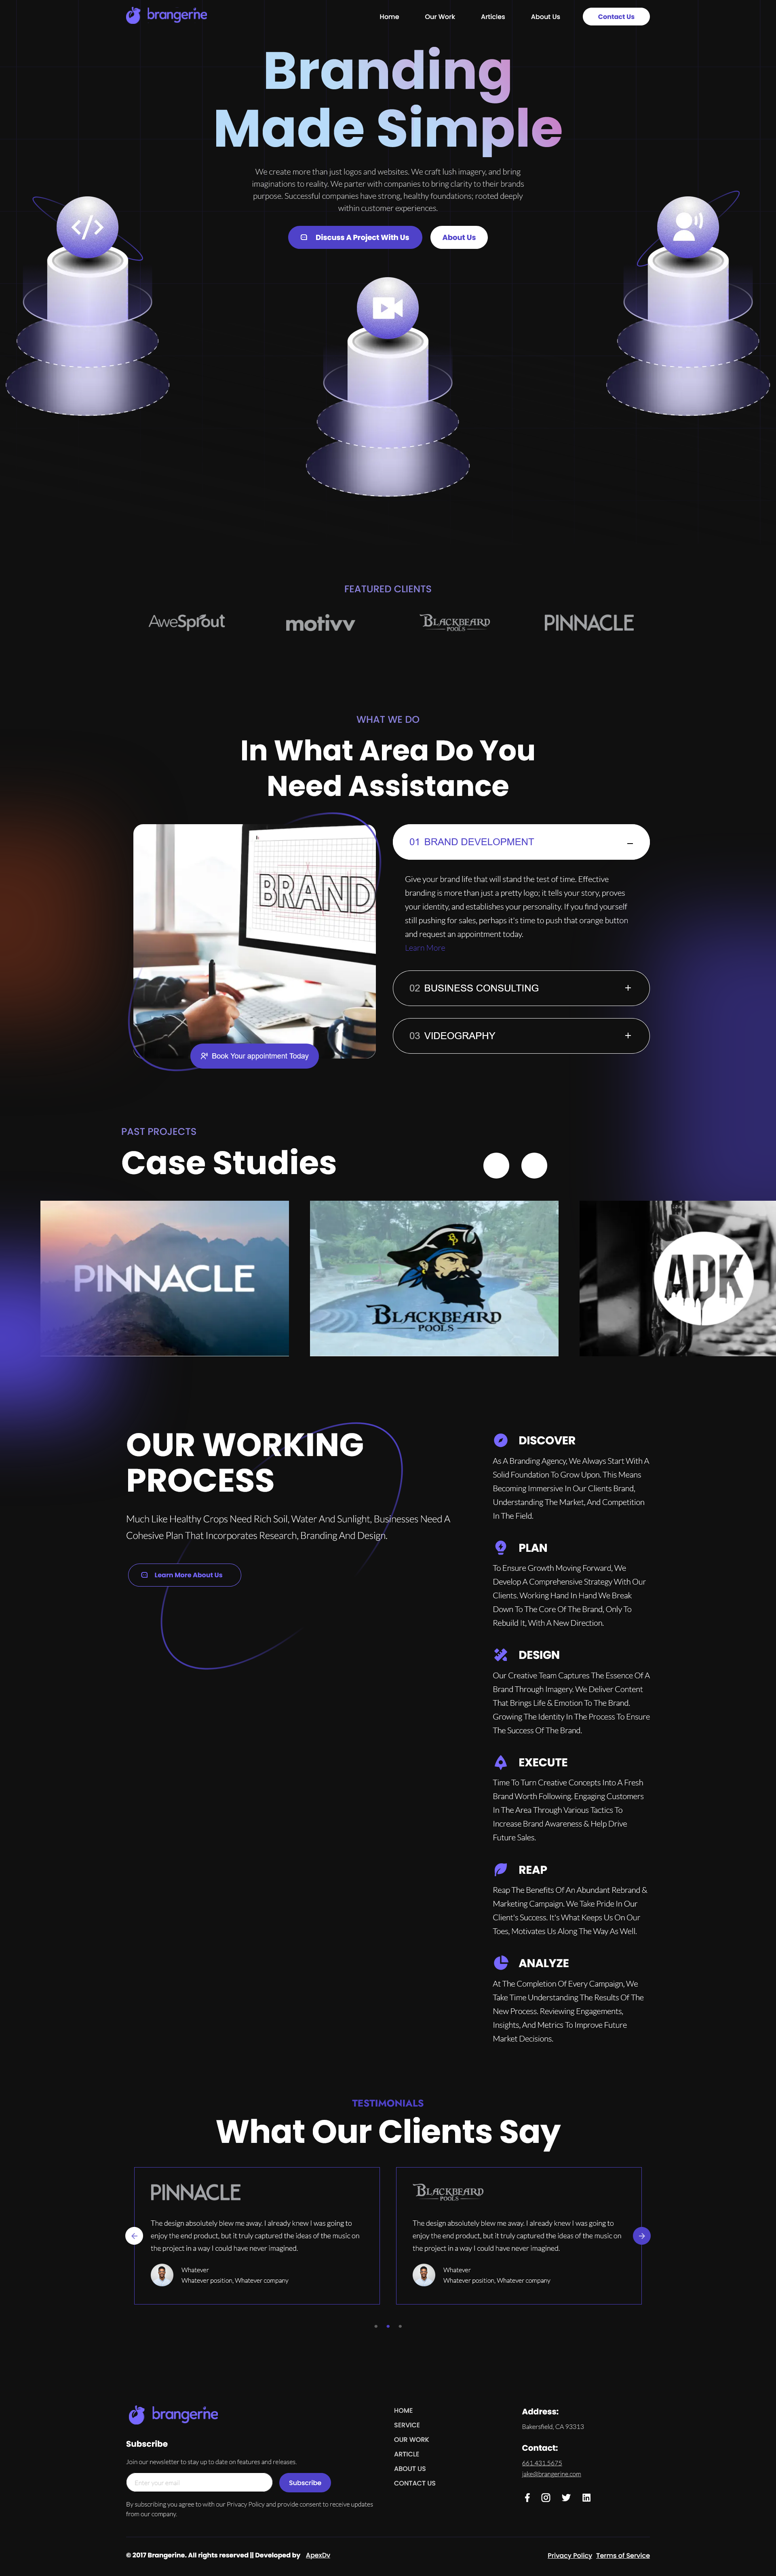 brangerine
Home Our Work Articles About Us Contact Us
Branding
Made Simple
We create more than just logos and websites. We craft lush imagery, and bring
imaginations to reality. We parter with companies to bring clarity to their brands
purpose. Successful companies have strong, healthy foundations; rooted deeply
within customer experiences.
Discuss A Project With Us About Us
</>
FEATURED CLIENTS
AweSprout motivv BLACKBEARD POOLS PINNACLE
WHAT WE DO
In What Area Do You
Need Assistance
BRAND
Book Your appointment Today
01 BRAND DEVELOPMENT
Give your brand life that will stand the test of time. Effective
branding is more than just a pretty logo; it tells your story, proves
your identity, and establishes your personality. If you find yourself
still pushing for sales, perhaps it's time to push that orange button
and request an appointment today.
Learn More
02 BUSINESS CONSULTING
03 VIDEOGRAPHY
PAST PROJECTS
Case Studies
PINNACLE
BLACKBEARD
POOLS
ADK
OUR WORKING
PROCESS
Much Like Healthy Crops Need Rich Soil, Water And Sunlight, Businesses Need A
Cohesive Plan That Incorporates Research, Branding And Design.
Learn More About Us
DISCOVER
As A Branding Agency, We Always Start With A
Solid Foundation To Grow Upon. This Means
Becoming Immersive In Our Clients Brand,
Understanding The Market, And Competition
In The Field.
PLAN
To Ensure Growth Moving Forward, We
Develop A Comprehensive Strategy With Our
Clients. Working Hand In Hand We Break
Down To The Core Of The Brand, Only To
Rebuild It, With A New Direction.
DESIGN
Our Creative Team Captures The Essence Of A
Brand Through Imagery. We Deliver Content
That Brings Life & Emotion To The Brand.
Growing The Identity In The Process To Ensure
The Success Of The Brand.
EXECUTE
Time To Turn Creative Concepts Into A Fresh
Brand Worth Following. Engaging Customers
In The Area Through Various Tactics To
Increase Brand Awareness & Help Drive
Future Sales.
REAP
Reap The Benefits Of An Abundant Rebrand &
Marketing Campaign. We Take Pride In Our
Client's Success. It's What Keeps Us On Our
Toes, Motivates Us Along The Way As Well.
ANALYZE
At The Completion Of Every Campaign, We
Take Time Understanding The Results Of The
New Process. Reviewing Engagements,
Insights, And Metrics To Improve Future
Market Decisions.
TESTIMONIALS
What Our Clients Say
PINNACLE
The design absolutely blew me away. I already knew I was going to
enjoy the end product, but it truly captured the ideas of the music on
the project in a way I could have never imagined.
Whatever
Whatever position, Whatever company
BLACKBEARD
POOLS
The design absolutely blew me away. I already knew I was going to
enjoy the end product, but it truly captured the ideas of the music on
the project in a way I could have never imagined.
Whatever
Whatever position, Whatever company
brangerine
Subscribe
Join our newsletter to stay up to date on features and releases.
Enter your email Subscribe
By subscribing you agree to with our Privacy Policy and provide consent to receive updates
from our company.
HOME
SERVICE
OUR WORK
ARTICLE
ABOUT US
CONTACT US
Address:
Bakersfield, CA 93313
Contact:
661.431.5675
jake@brangerine.com
© 2017 Brangerine. All rights reserved || Developed by ApexDv
Privacy Policy Terms of Service